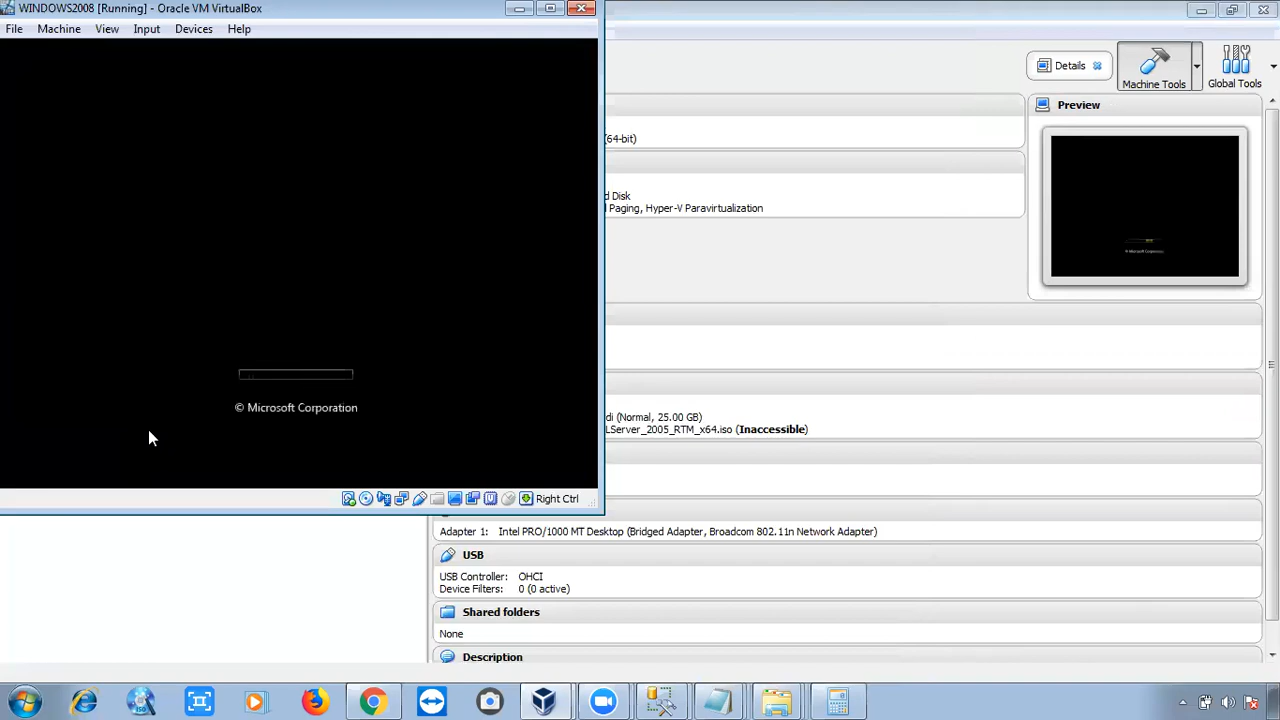 WINDOWS2008 [Running] - Oracle VM VirtualBox
File Machine View Input Devices Help
Details
Machine Tools
Global Tools
Preview
(64-bit)
d Disk
l Paging, Hyper-V Paravirtualization
© Microsoft Corporation
© Microsoft Corporation
di (Normal, 25.00 GB)
LServer_2005_RTM_x64.iso (Inaccessible)
Right Ctrl
Adapter 1: Intel PRO/1000 MT Desktop (Bridged Adapter, Broadcom 802.11n Network Adapter)
USB
USB Controller: OHCI
Device Filters: 0 (0 active)
Shared folders
None
Description